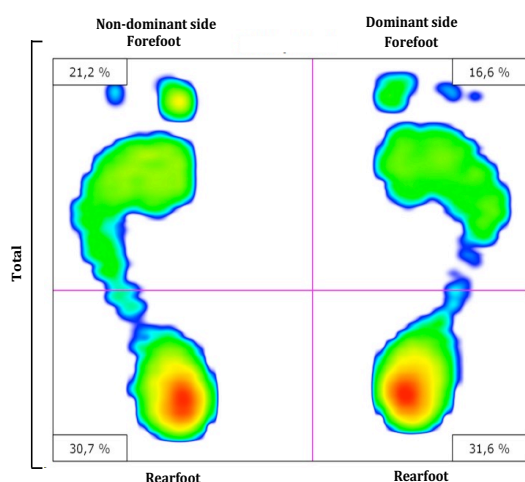 Non-dominant side
Forefoot
Dominant side
Forefoot
21,2 %
16,6 %
Total
30,7 %
31,6 %
Rearfoot
Rearfoot